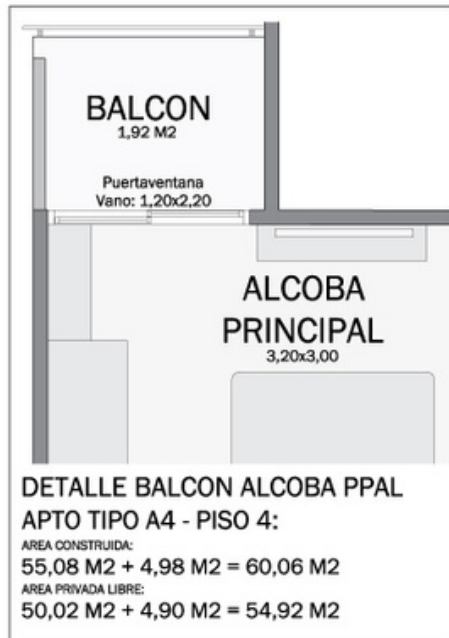 BALCON
1,92 M2
Puertaventana
Vano: 1,20x2,20
ALCOBA
PRINCIPAL
3,20x3,00
DETALLE BALCON ALCOBA PPAL
APTO TIPO A4 - PISO 4:
AREA CONSTRUIDA:
55,08 M2 + 4,98 M2 = 60,06 M2
AREA PRIVADA LIBRE:
50,02 M2 + 4,90 M2 = 54,92 M2